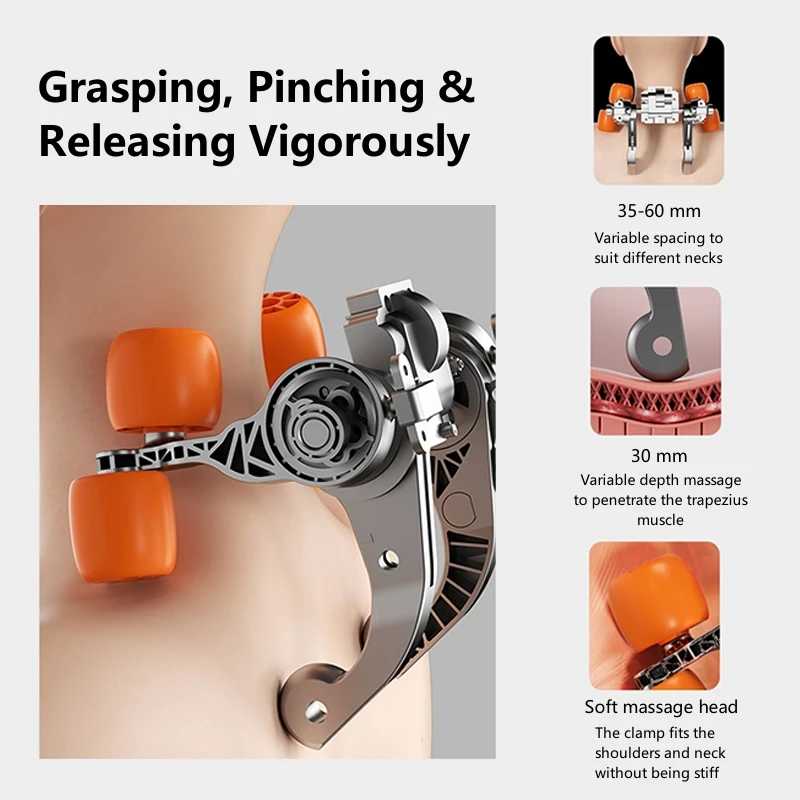 Grasping, Pinching &
Releasing Vigorously
35-60 mm
Variable spacing to
suit different necks
30 mm
Variable depth massage
to penetrate the trapezius
muscle
Soft massage head
The clamp fits the
shoulders and neck
without being stiff